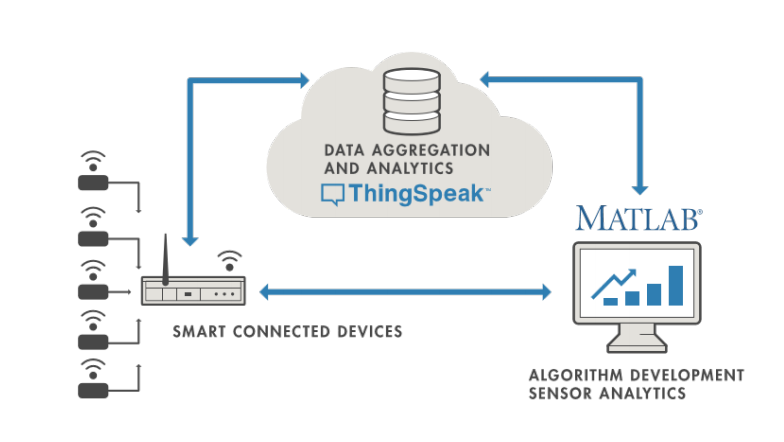 DATA AGGREGATION
AND ANALYTICS
ThingSpeak™
MATLAB®
SMART CONNECTED DEVICES
ALGORITHM DEVELOPMENT
SENSOR ANALYTICS